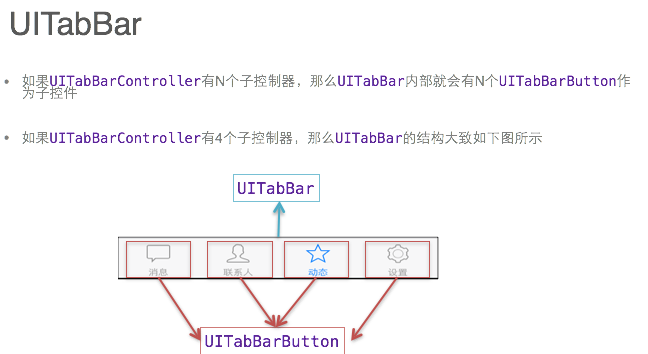 UITabBar
• 如果UITabBarController有N个子控制器，那么UITabBar内部就会有N个UITabBarButton作
为子控件
• 如果UITabBarController有4个子控制器，那么UITabBar的结构大致如下图所示
UITabBar
消息 联系人 动态 设置
UITabBarButton